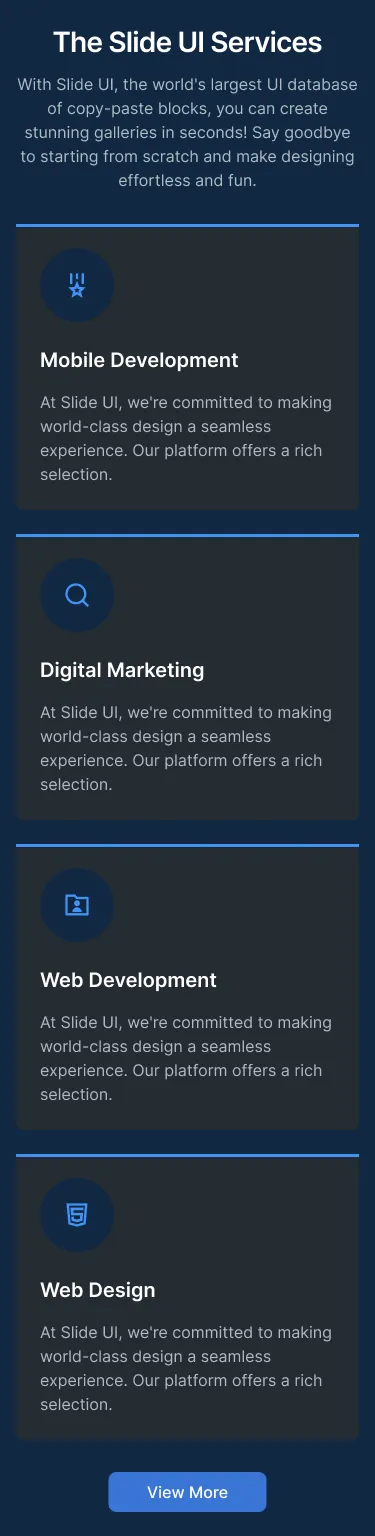 The Slide UI Services
With Slide UI, the world's largest UI database
of copy-paste blocks, you can create
stunning galleries in seconds! Say goodbye
to starting from scratch and make designing
effortless and fun.
Mobile Development
At Slide UI, we're committed to making
world-class design a seamless
experience. Our platform offers a rich
selection.
Digital Marketing
At Slide UI, we're committed to making
world-class design a seamless
experience. Our platform offers a rich
selection.
Web Development
At Slide UI, we're committed to making
world-class design a seamless
experience. Our platform offers a rich
selection.
Web Design
At Slide UI, we're committed to making
world-class design a seamless
experience. Our platform offers a rich
selection.
View More